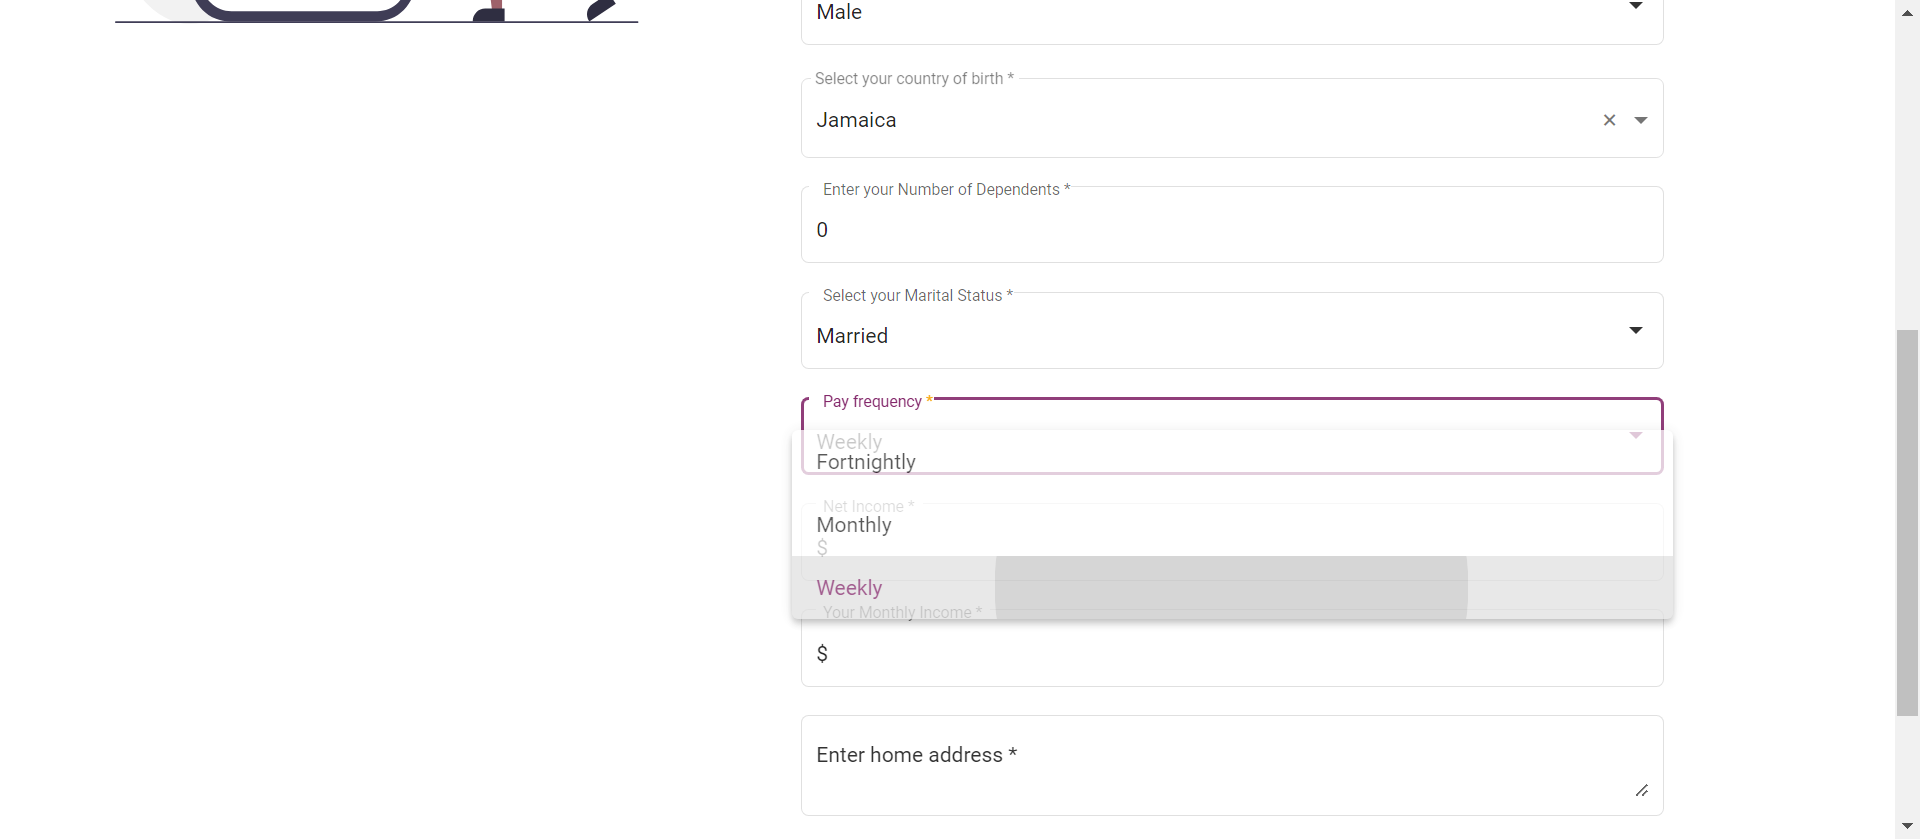 Male
Select your country of birth *
Jamaica
Enter your Number of Dependents *
0
Select your Marital Status *
Married
Pay frequency *
Weekly
Fortnightly
Net Income *
Monthly
$
Weekly
Your Monthly Income *
$
Enter home address *